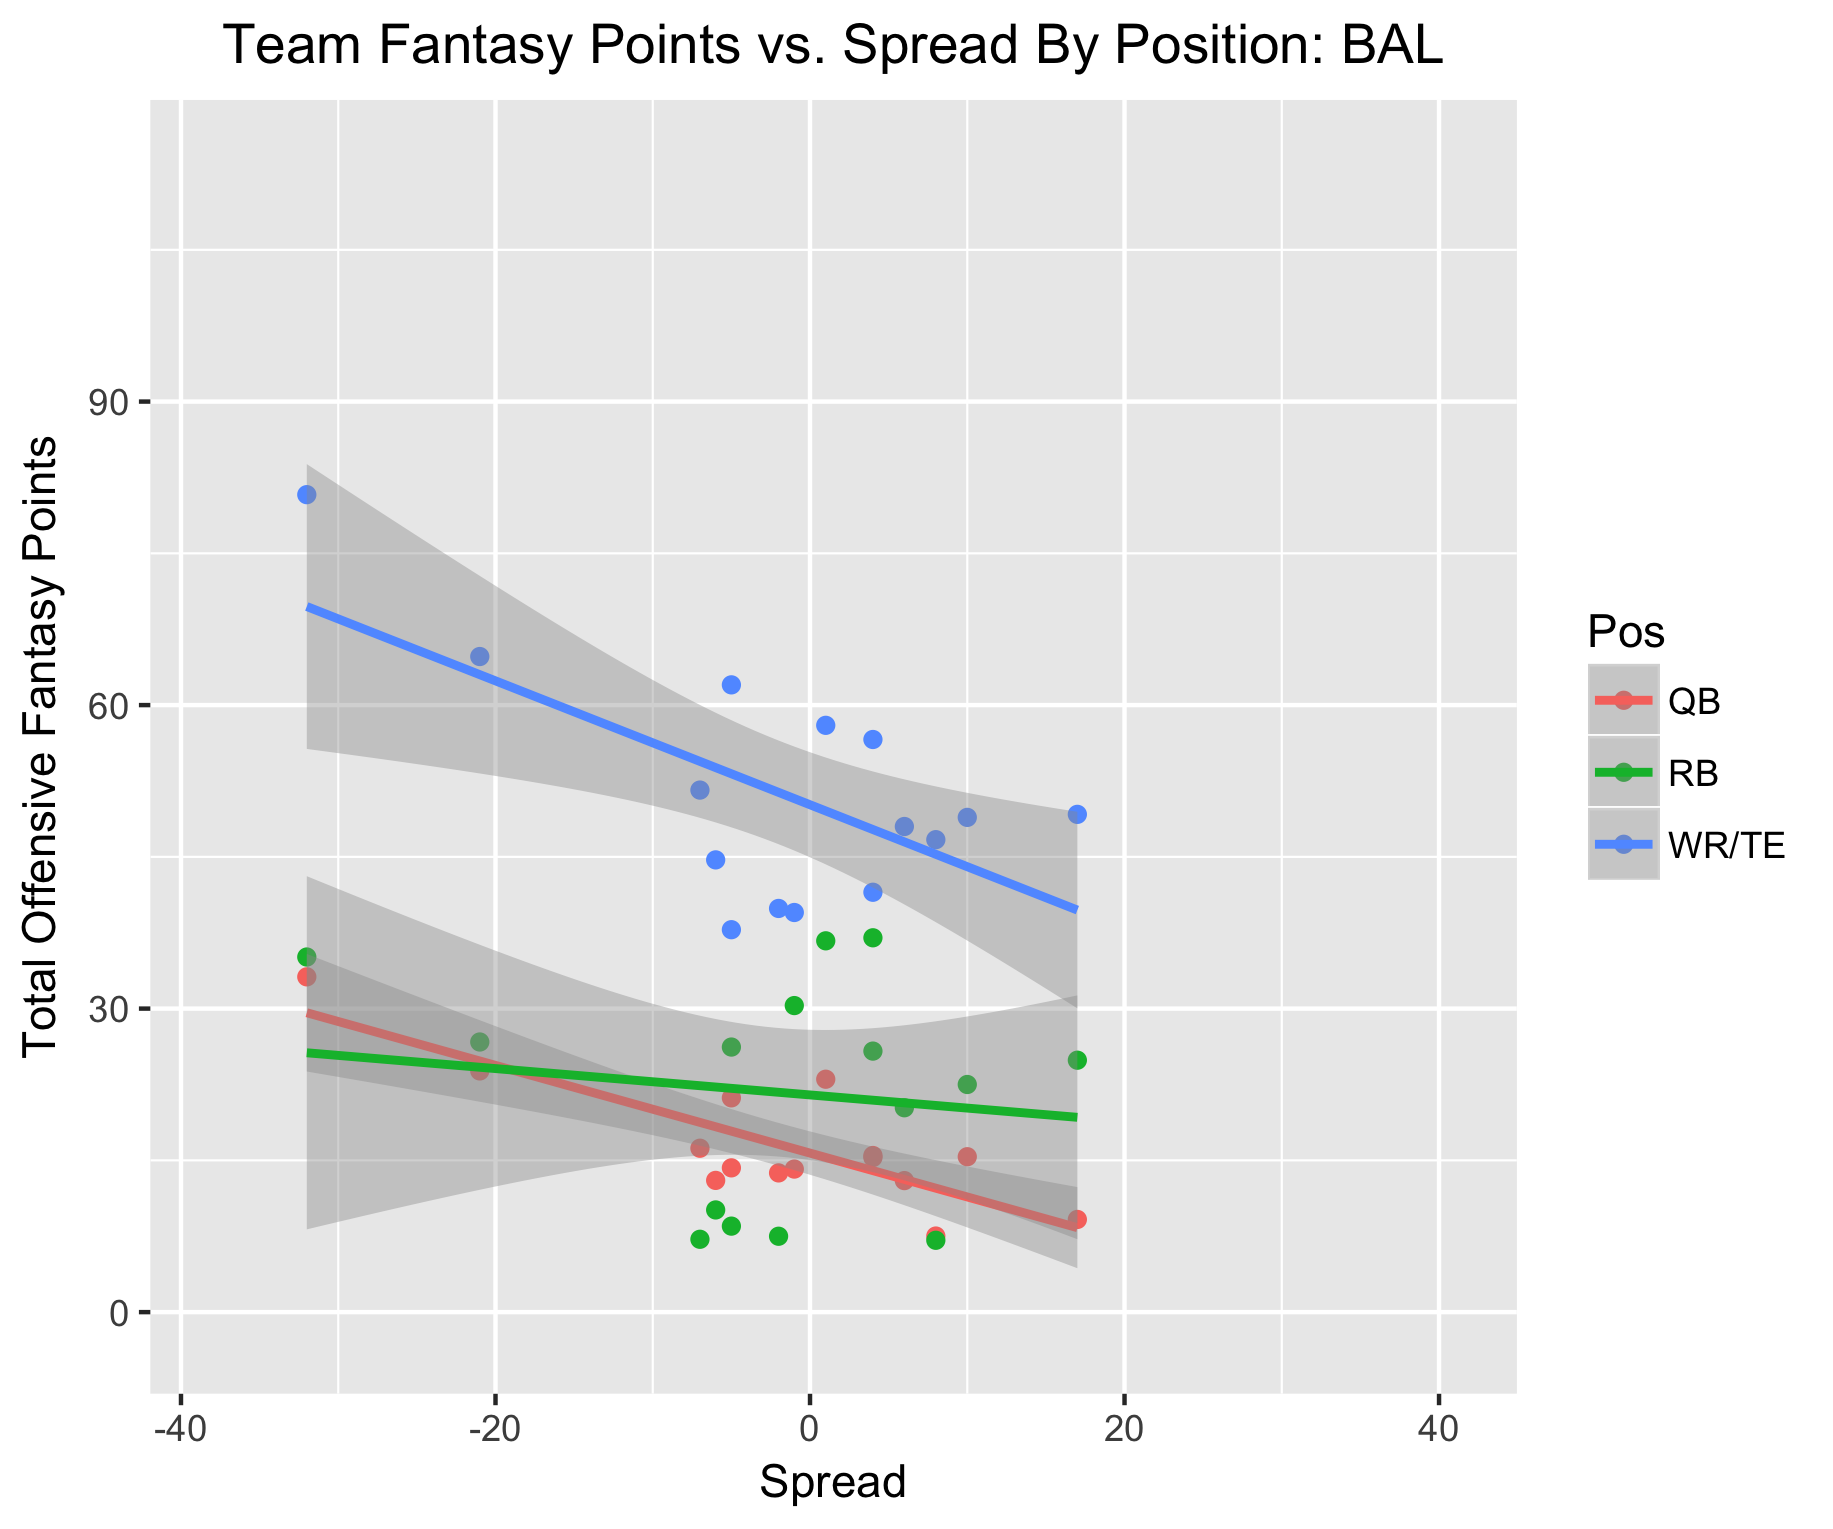 Team Fantasy Points vs. Spread By Position: BAL
Total Offensive Fantasy Points
90
60
30
0
-40
-20
0
20
40
Spread
Pos
QB
RB
WR/TE